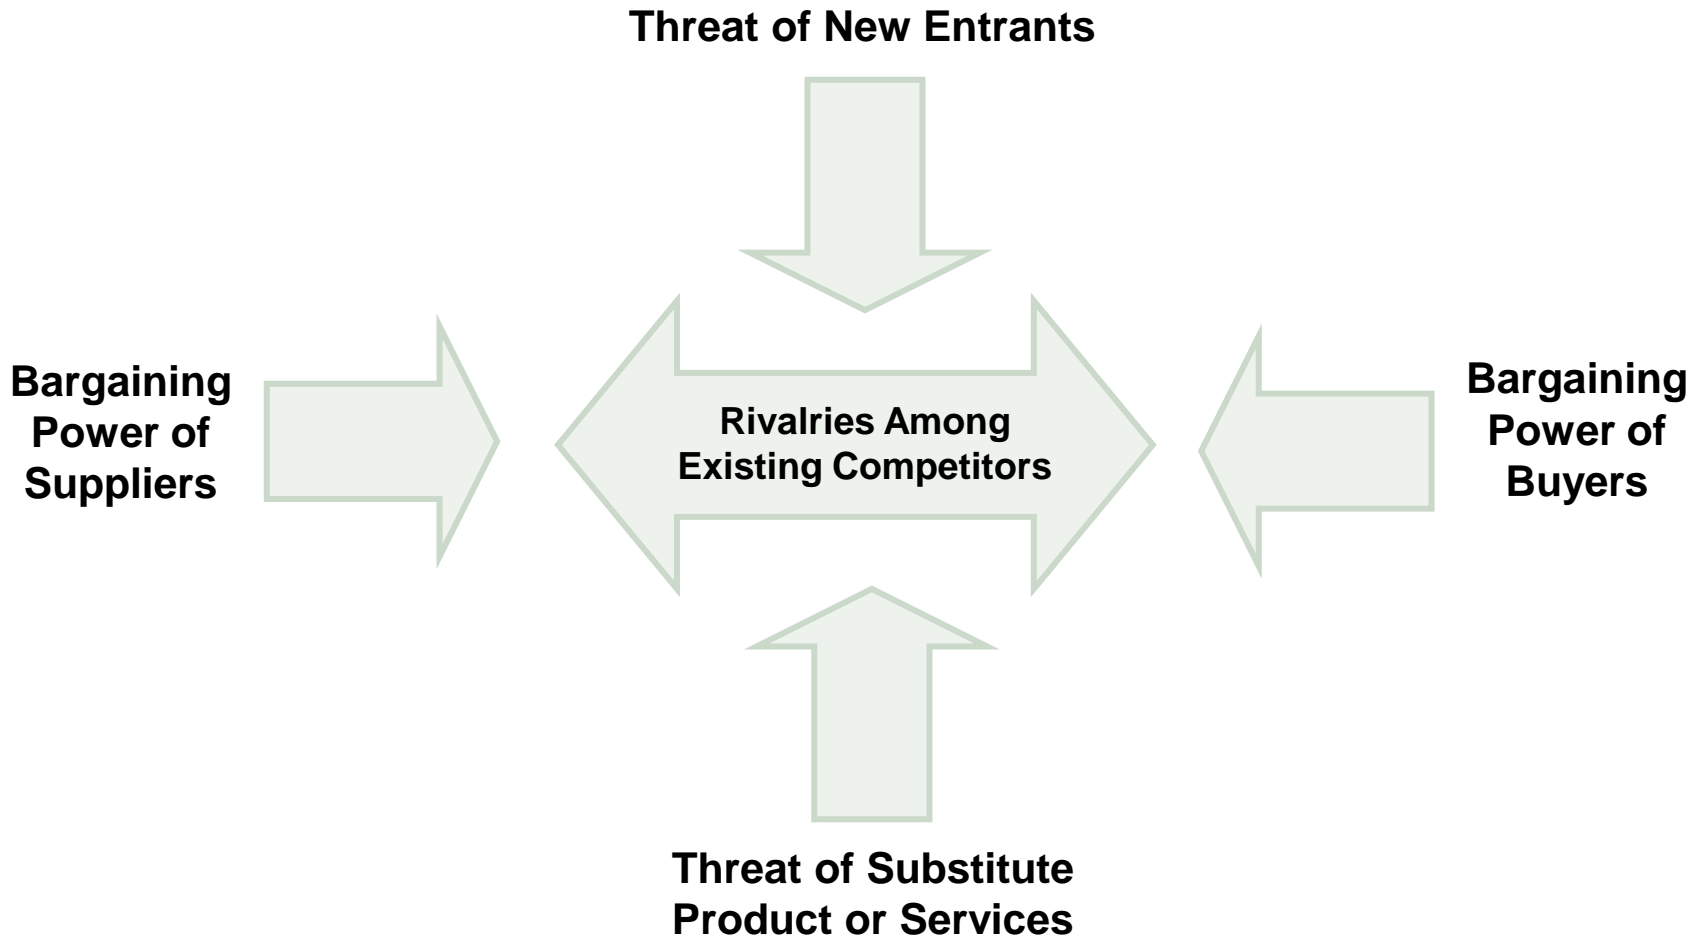 Threat of New Entrants
Bargaining
Power of
Suppliers
Rivalries Among
Existing Competitors
Bargaining
Power of
Buyers
Threat of Substitute
Product or Services